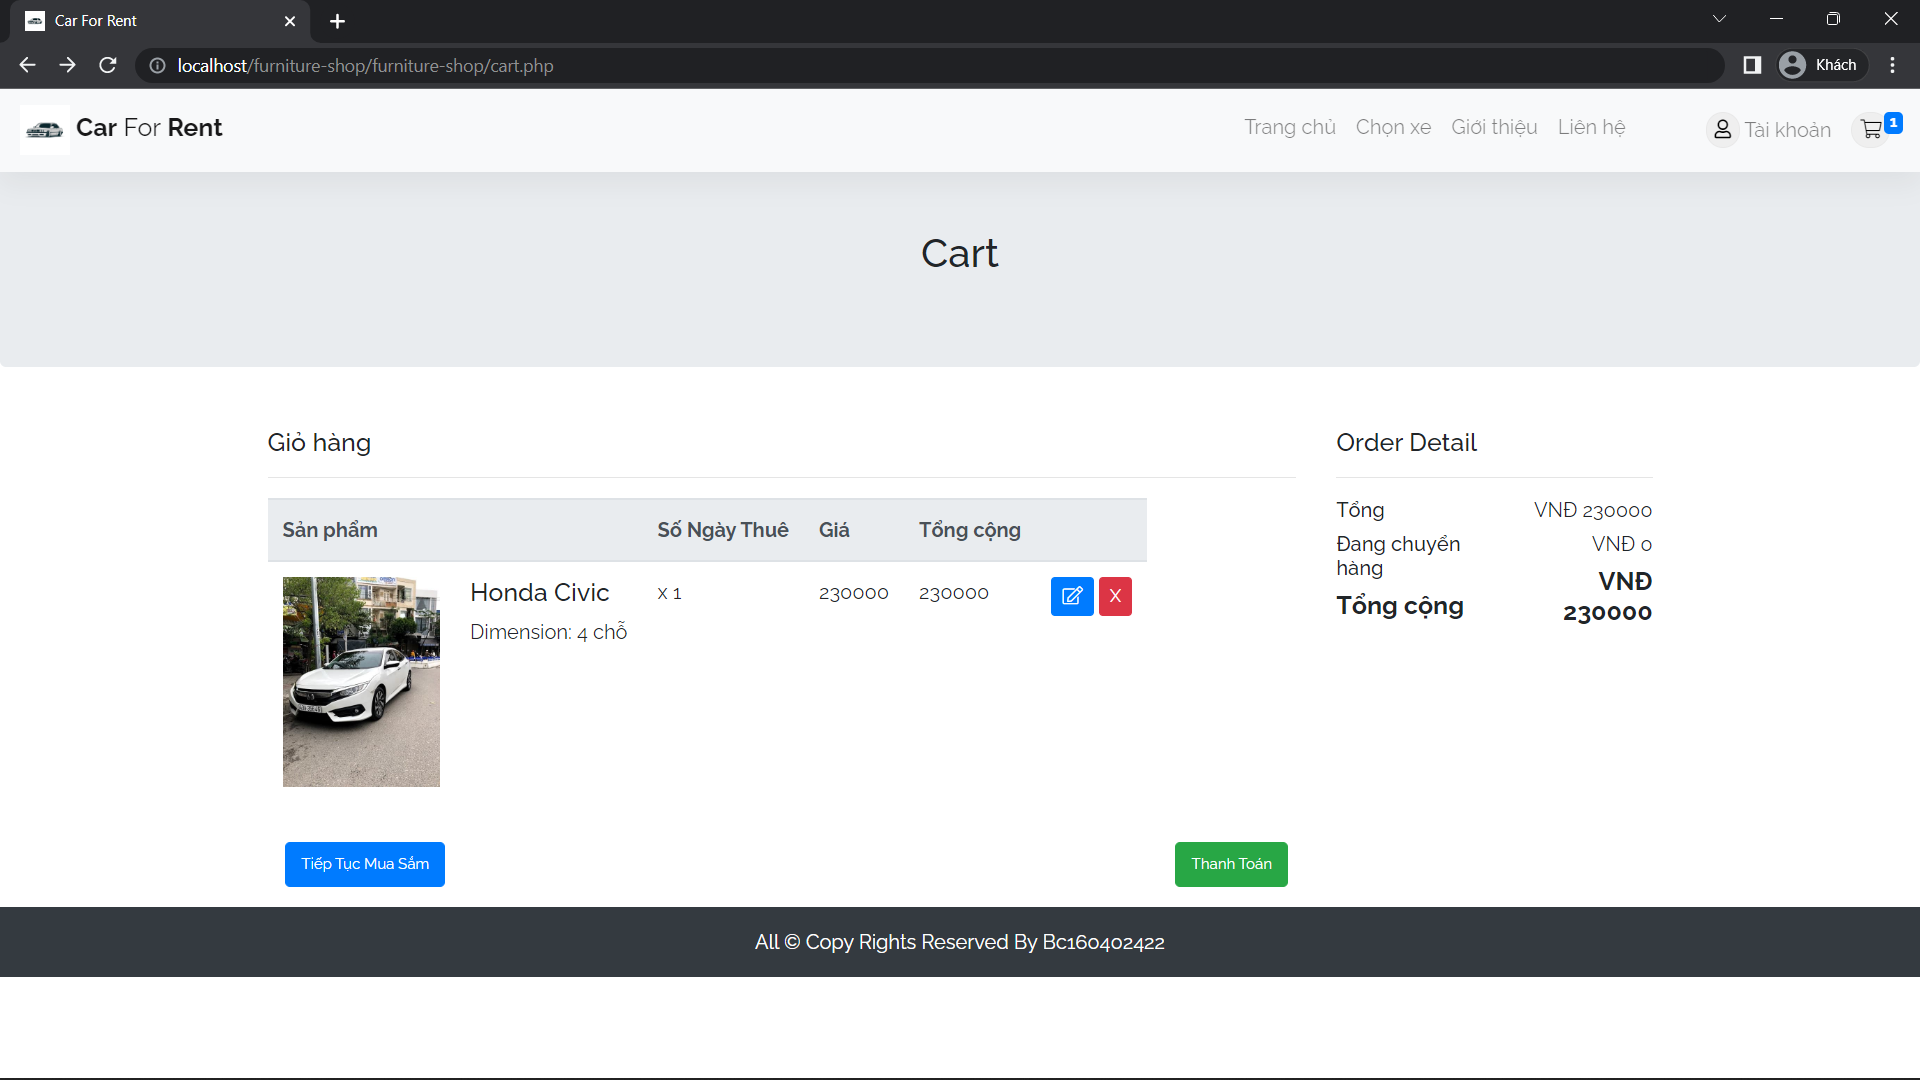 Car For Rent
localhost/furniture-shop/furniture-shop/cart.php
Khách
Car For Rent
Trang chủ
Chọn xe
Giới thiệu
Liên hệ
Tài khoản
1
Cart
Giỏ hàng
Sản phẩm
Số Ngày Thuê
Giá
Tổng cộng
Honda Civic
Dimension: 4 chỗ
x 1
230000
230000
X
Tiếp Tục Mua Sắm
Thanh Toán
Order Detail
Tổng
VNĐ 230000
Đang chuyển
hàng
VNĐ 0
Tổng cộng
VNĐ
230000
All © Copy Rights Reserved By Bc160402422